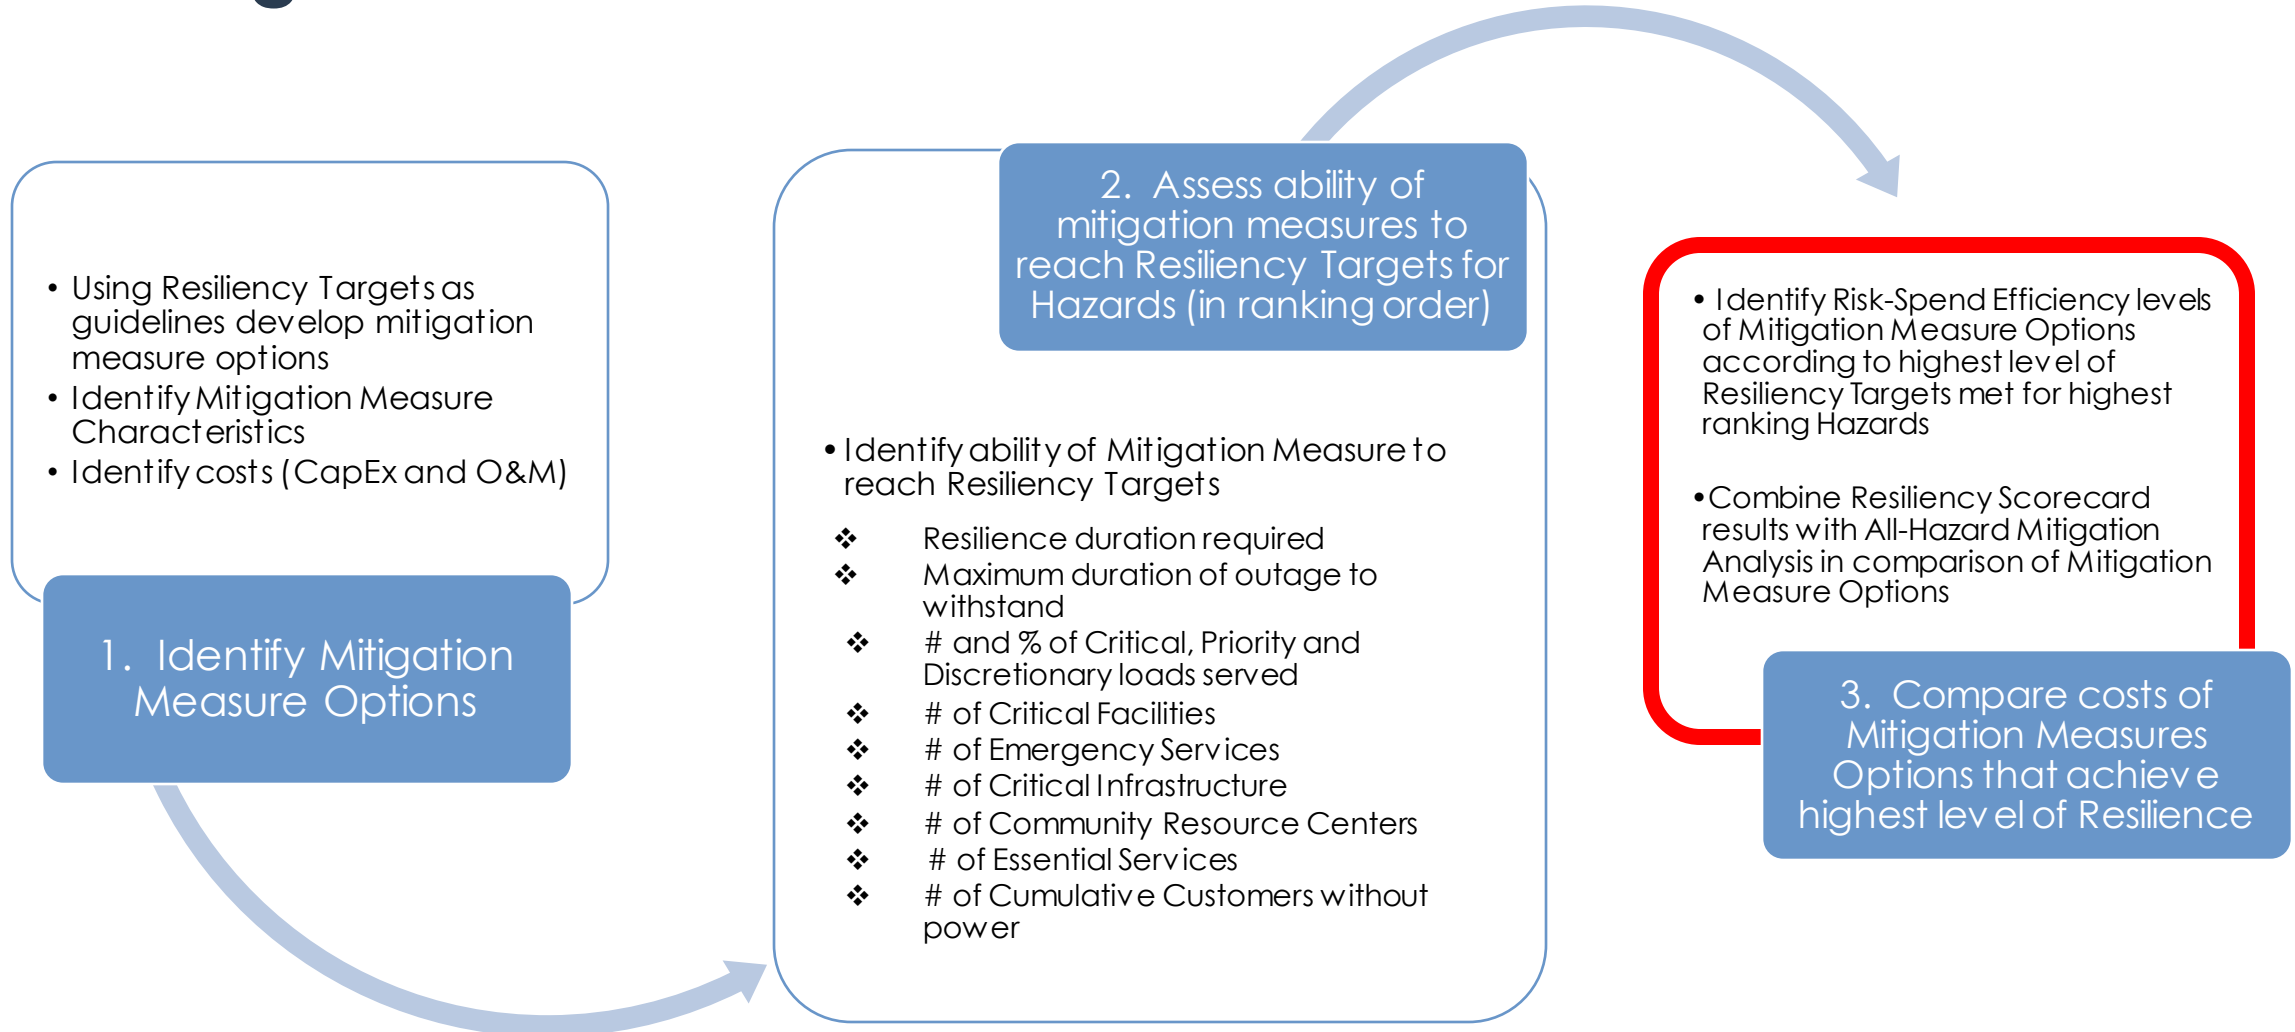 • Using Resiliency Targets as
guidelines develop mitigation
measure options
• Identify Mitigation Measure
Characteristics
• Identify costs (CapEx and O&M)
1. Identify Mitigation
Measure Options
2. Assess ability of
mitigation measures to
reach Resiliency Targets for
Hazards (in ranking order)
• Identify ability of Mitigation Measure to
reach Resiliency Targets
❖ Resilience duration required
❖ Maximum duration of outage to
withstand
❖ # and % of Critical, Priority and
Discretionary loads served
❖ # of Critical Facilities
❖ # of Emergency Services
❖ # of Critical Infrastructure
❖ # of Community Resource Centers
❖ # of Essential Services
❖ # of Cumulative Customers without
power
• Identify Risk-Spend Efficiency levels
of Mitigation Measure Options
according to highest level of
Resiliency Targets met for highest
ranking Hazards
• Combine Resiliency Scorecard
results with All-Hazard Mitigation
Analysis in comparison of Mitigation
Measure Options
3. Compare costs of
Mitigation Measures
Options that achieve
highest level of Resilience